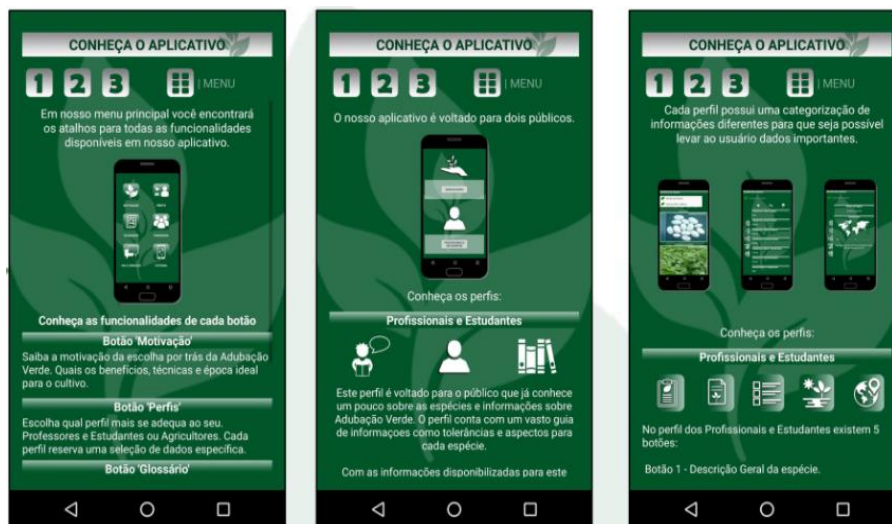 CONHEÇA O APLICATIVO
1 2 3 | MENU
Em nosso menu principal você encontrará
os atalhos para todas as funcionalidades
disponíveis em nosso aplicativo.
Conheça as funcionalidades de cada botão
Botão 'Motivação'
Saiba a motivação da escolha por trás da Adubação
Verde. Quais os benefícios, técnicas e época ideal
para o cultivo.
Botão 'Perfis'
Escolha qual perfil mais se adequa ao seu.
Professores e Estudantes ou Agricultores. Cada
perfil reserva uma seleção de dados específica.
Botão 'Glossário'
CONHEÇA O APLICATIVO
1 2 3 | MENU
O nosso aplicativo é voltado para dois públicos.
Conheça os perfis:
Profissionais e Estudantes
Este perfil é voltado para o público que já conhece
um pouco sobre as espécies e informações sobre
Adubação Verde. O perfil conta com um vasto guia
de informaçoes como tolerâncias e aspectos para
cada espécie.
Com as informações disponibilizadas para este
CONHEÇA O APLICATIVO
1 2 3 | MENU
Cada perfil possui uma categorização de
informações diferentes para que seja possível
levar ao usuário dados importantes.
Conheça os perfis:
Profissionais e Estudantes
No perfil dos Profissionais e Estudantes existem 5
botões:
Botão 1 - Descrição Geral da espécie.